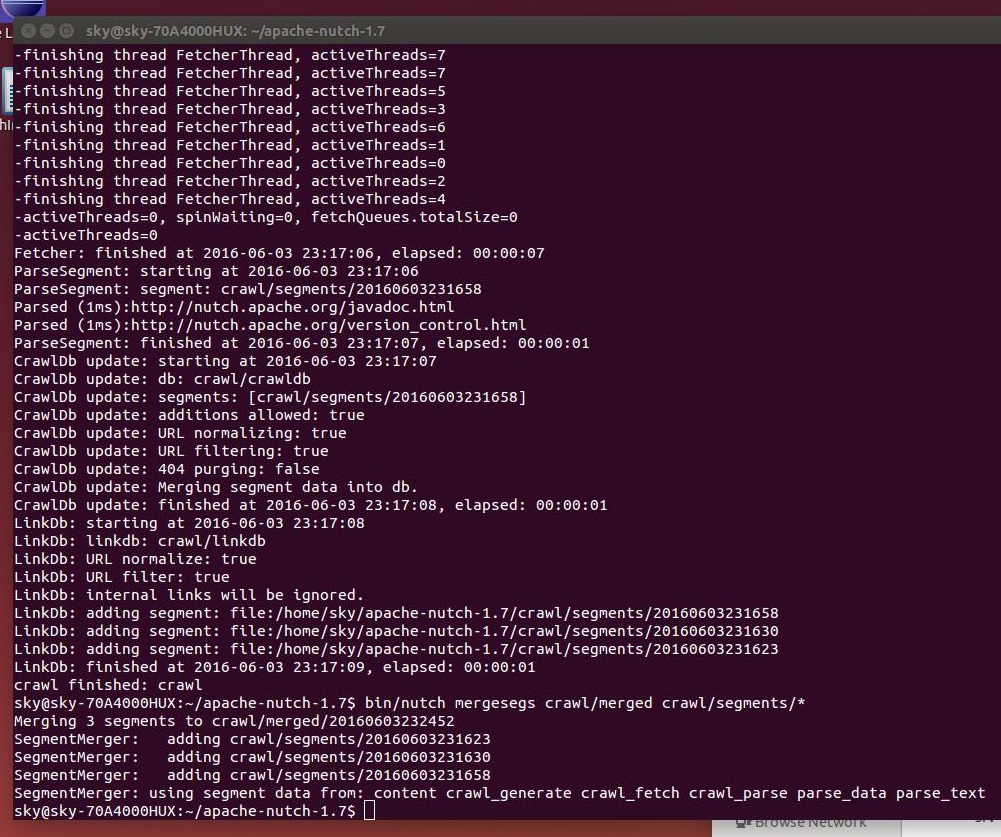 sky@sky-70A4000HUX: ~/apache-nutch-1.7
-finishing thread FetcherThread, activeThreads=7
-finishing thread FetcherThread, activeThreads=7
-finishing thread FetcherThread, activeThreads=5
-finishing thread FetcherThread, activeThreads=3
-finishing thread FetcherThread, activeThreads=6
-finishing thread FetcherThread, activeThreads=1
-finishing thread FetcherThread, activeThreads=0
-finishing thread FetcherThread, activeThreads=2
-finishing thread FetcherThread, activeThreads=4
-activeThreads=0, spinWaiting=0, fetchQueues.totalSize=0
-activeThreads=0
Fetcher: finished at 2016-06-03 23:17:06, elapsed: 00:00:07
ParseSegment: starting at 2016-06-03 23:17:06
ParseSegment: segment: crawl/segments/20160603231658
Parsed (1ms):http://nutch.apache.org/javadoc.html
Parsed (1ms):http://nutch.apache.org/version_control.html
ParseSegment: finished at 2016-06-03 23:17:07, elapsed: 00:00:01
CrawlDb update: starting at 2016-06-03 23:17:07
CrawlDb update: db: crawl/crawldb
CrawlDb update: segments: [crawl/segments/20160603231658]
CrawlDb update: additions allowed: true
CrawlDb update: URL normalizing: true
CrawlDb update: URL filtering: true
CrawlDb update: 404 purging: false
CrawlDb update: Merging segment data into db.
CrawlDb update: finished at 2016-06-03 23:17:08, elapsed: 00:00:01
LinkDb: starting at 2016-06-03 23:17:08
LinkDb: linkdb: crawl/linkdb
LinkDb: URL normalize: true
LinkDb: URL filter: true
LinkDb: internal links will be ignored.
LinkDb: adding segment: file:/home/sky/apache-nutch-1.7/crawl/segments/20160603231658
LinkDb: adding segment: file:/home/sky/apache-nutch-1.7/crawl/segments/20160603231630
LinkDb: adding segment: file:/home/sky/apache-nutch-1.7/crawl/segments/20160603231623
LinkDb: finished at 2016-06-03 23:17:09, elapsed: 00:00:01
crawl finished: crawl
sky@sky-70A4000HUX:~/apache-nutch-1.7$ bin/nutch mergesegs crawl/merged crawl/segments/*
Merging 3 segments to crawl/merged/20160603232452
SegmentMerger:   adding crawl/segments/20160603231623
SegmentMerger:   adding crawl/segments/20160603231630
SegmentMerger:   adding crawl/segments/20160603231658
SegmentMerger: using segment data from: content crawl_generate crawl_fetch crawl_parse parse_data parse_text
sky@sky-70A4000HUX:~/apache-nutch-1.7$
Browse Network